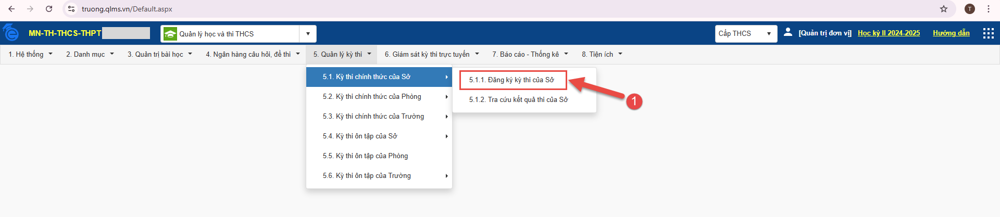 truong.qlms.vn/Default.aspx
T
MN-TH-THCS-THPT
Quản lý học và thi THCS
Cấp THCS
[Quản trị đơn vị]
Học kỳ II 2024-2025
Hướng dẫn
1. Hệ thống
2. Danh mục
3. Quản trị bài học
4. Ngân hàng câu hỏi, đề thi
5. Quản lý kỳ thi
6. Giám sát kỳ thi trực tuyến
7. Báo cáo - Thống kê
8. Tiện ích
5.1. Kỳ thi chính thức của Sở
5.1.1. Đăng ký kỳ thi của Sở
5.1.2. Tra cứu kết quả thi của Sở
1
5.2. Kỳ thi chính thức của Phòng
5.3. Kỳ thi chính thức của Trường
5.4. Kỳ thi ôn tập của Sở
5.5. Kỳ thi ôn tập của Phòng
5.6. Kỳ thi ôn tập của Trường